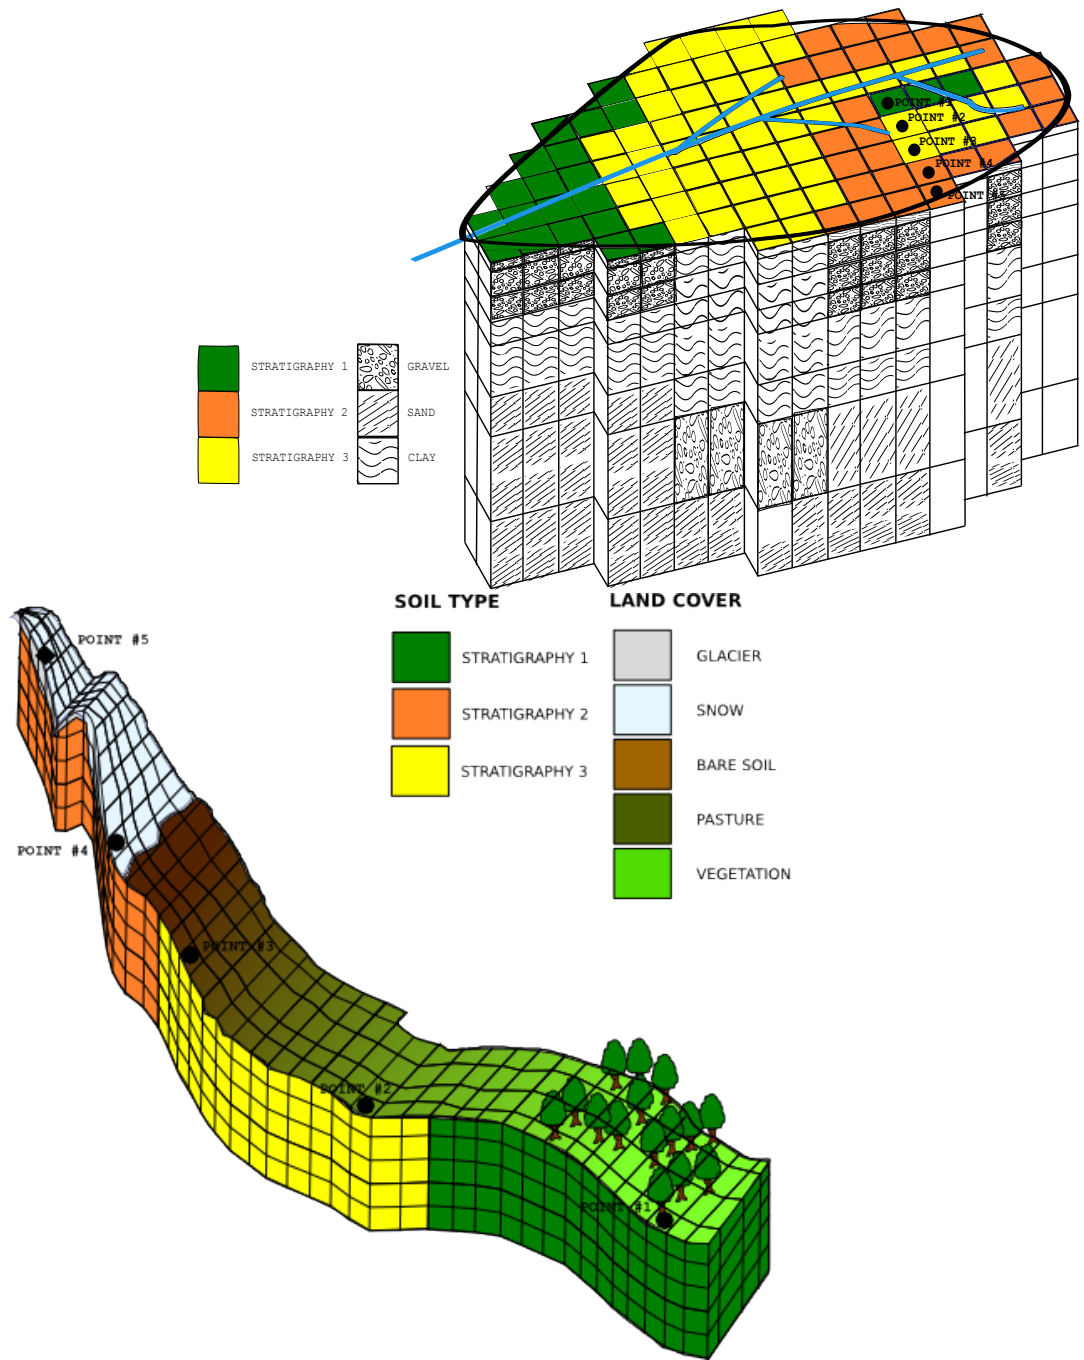 POINT #1
POINT #2
POINT #3
POINT #4
POINT #5
STRATIGRAPHY 1 GRAVEL
STRATIGRAPHY 2 SAND
STRATIGRAPHY 3 CLAY
SOIL TYPE LAND COVER
STRATIGRAPHY 1 GLACIER
STRATIGRAPHY 2 SNOW
STRATIGRAPHY 3 BARE SOIL
PASTURE
VEGETATION
POINT #5
POINT #4
POINT #3
POINT #2
POINT #1